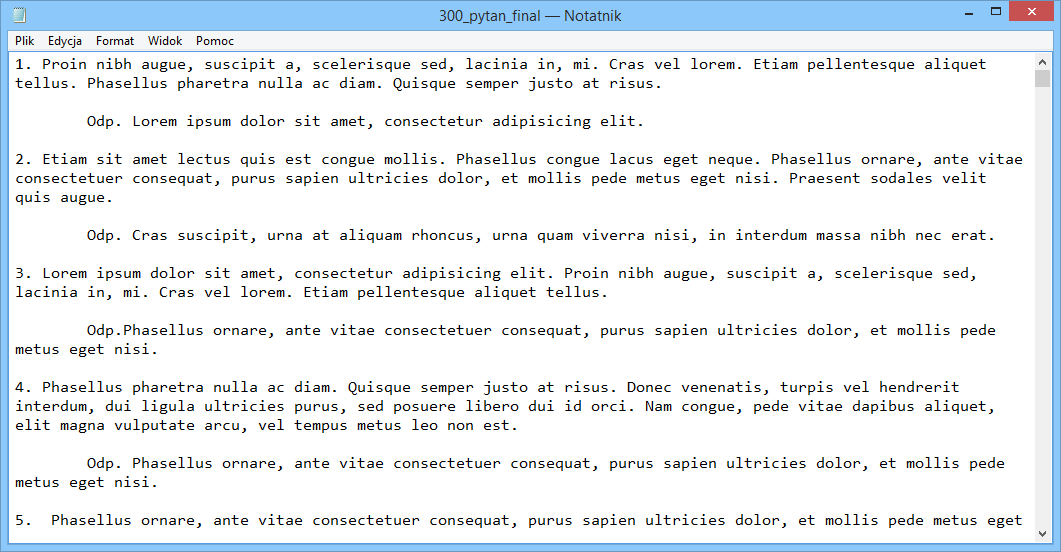 300_pytan_final — Notatnik
Plik Edycja Format Widok Pomoc
1. Proin nibh augue, suscipit a, scelerisque sed, lacinia in, mi. Cras vel lorem. Etiam pellentesque aliquet
tellus. Phasellus pharetra nulla ac diam. Quisque semper justo at risus.
Odp. Lorem ipsum dolor sit amet, consectetur adipisicing elit.
2. Etiam sit amet lectus quis est congue mollis. Phasellus congue lacus eget neque. Phasellus ornare, ante vitae
consectetuer consequat, purus sapien ultricies dolor, et mollis pede metus eget nisi. Praesent sodales velit
quis augue.
Odp. Cras suscipit, urna at aliquam rhoncus, urna quam viverra nisi, in interdum massa nibh nec erat.
3. Lorem ipsum dolor sit amet, consectetur adipisicing elit. Proin nibh augue, suscipit a, scelerisque sed,
lacinia in, mi. Cras vel lorem. Etiam pellentesque aliquet tellus.
Odp.Phasellus ornare, ante vitae consectetuer consequat, purus sapien ultricies dolor, et mollis pede
metus eget nisi.
4. Phasellus pharetra nulla ac diam. Quisque semper justo at risus. Donec venenatis, turpis vel hendrerit
interdum, dui ligula ultricies purus, sed posuere libero dui id orci. Nam congue, pede vitae dapibus aliquet,
elit magna vulputate arcu, vel tempus metus leo non est.
Odp. Phasellus ornare, ante vitae consectetuer consequat, purus sapien ultricies dolor, et mollis pede
metus eget nisi.
5.  Phasellus ornare, ante vitae consectetuer consequat, purus sapien ultricies dolor, et mollis pede metus eget